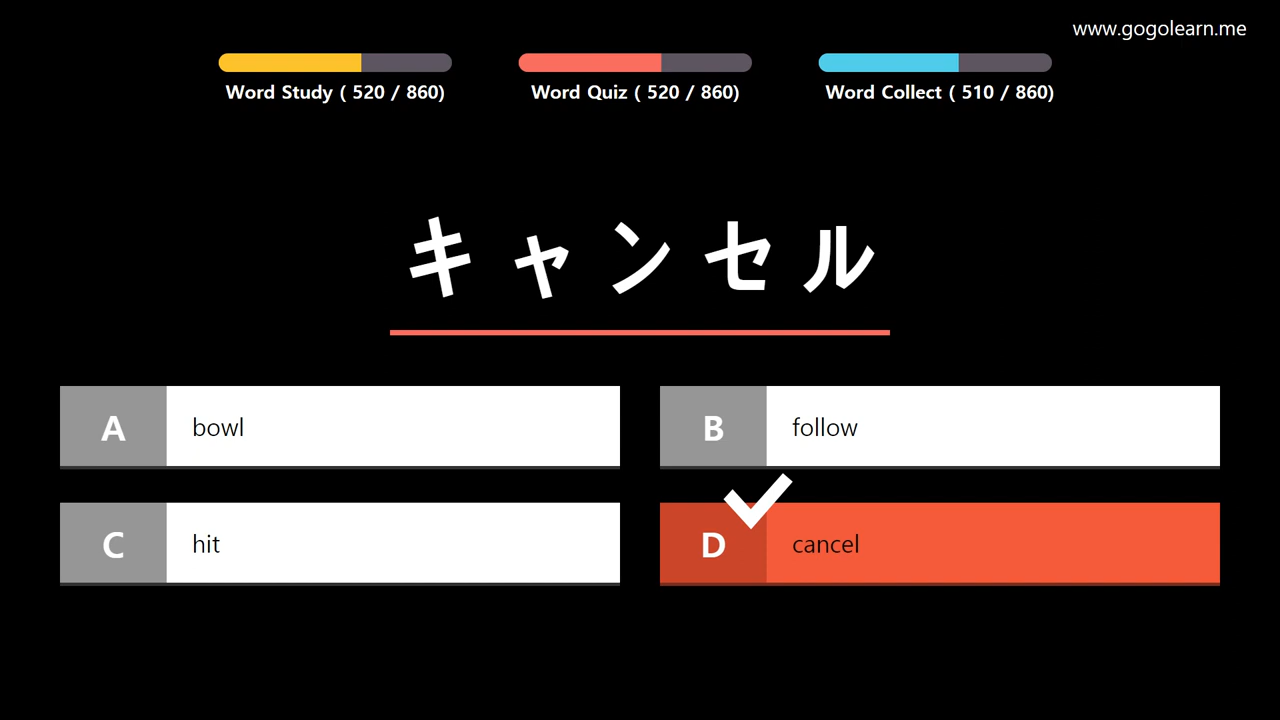 www.gogolearn.me
Word Study ( 520 / 860)
Word Quiz ( 520 / 860)
Word Collect ( 510 / 860)
キャンセル
A bowl
B follow
C hit
D cancel